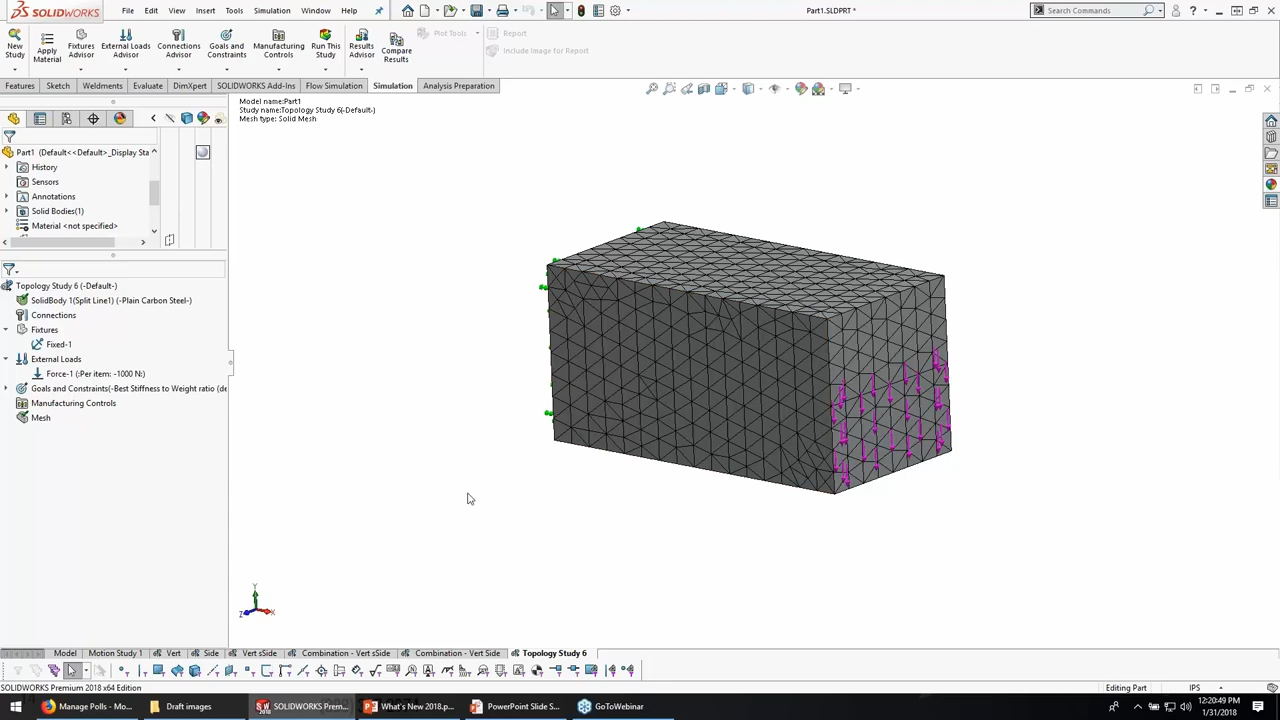 SOLIDWORKS
File Edit View Insert Tools Simulation Window Help
Part1.SLDPRT *
Search Commands
New Study
Apply Material
Fixtures Advisor
External Loads Advisor
Connections Advisor
Goals and Constraints
Manufacturing Controls
Run This Study
Results Advisor
Compare Results
Plot Tools
Report
Include Image for Report
Features Sketch Weldments Evaluate DimXpert SOLIDWORKS Add-Ins Flow Simulation Simulation Analysis Preparation
Model name:Part1
Study name:Topology Study 6(-Default-)
Mesh type: Solid Mesh
Part1 (Default<<Default>_Display Sta
History
Sensors
Annotations
Solid Bodies(1)
Material <not specified>
Topology Study 6 (-Default-)
SolidBody 1(Split Line1) (-Plain Carbon Steel-)
Connections
Fixtures
Fixed-1
External Loads
Force-1 (:Per item: -1000 N:)
Goals and Constraints(-Best Stiffness to Weight ratio (de
Manufacturing Controls
Mesh
Y
Z X
Model Motion Study 1 Vert Side Vert sSide Combination - Vert sSide Combination - Vert Side Topology Study 6
SOLIDWORKS Premium 2018 x64 Edition
Editing Part IPS
Manage Polls - Mo...
Draft images
SOLIDWORKS Prem...
What's New 2018.p...
PowerPoint Slide S...
GoToWebinar
12:20:49 PM
1/31/2018